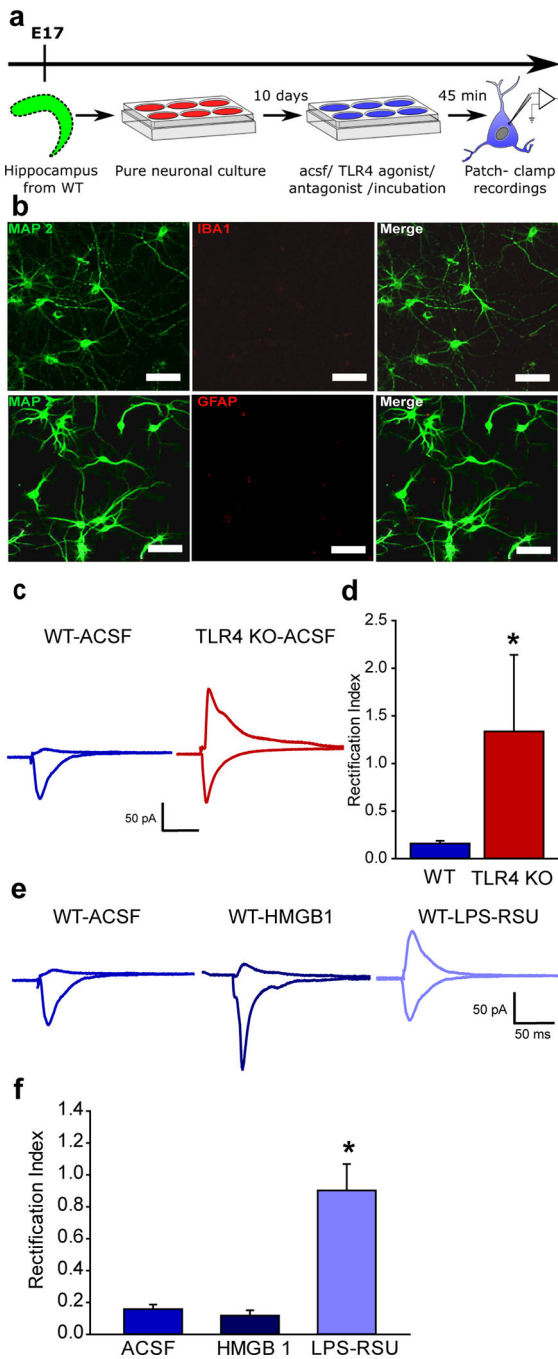 a
E17
10 days
45 min
Hippocampus
from WT
Pure neuronal culture
acsf/ TLR4 agonist/
antagonist /incubation
Patch- clamp
recordings
b
MAP 2
IBA1
Merge
MAP 2
GFAP
Merge
c
WT-ACSF
TLR4 KO-ACSF
50 pA
d
Rectification Index
2.5
2.0
1.5
1.0
0.5
0.0
*
WT
TLR4 KO
e
WT-ACSF
WT-HMGB1
WT-LPS-RSU
50 pA
50 ms
f
Rectification Index
1.4
1.2
1.0
0.8
0.6
0.4
0.2
0.0
*
ACSF
HMGB 1
LPS-RSU